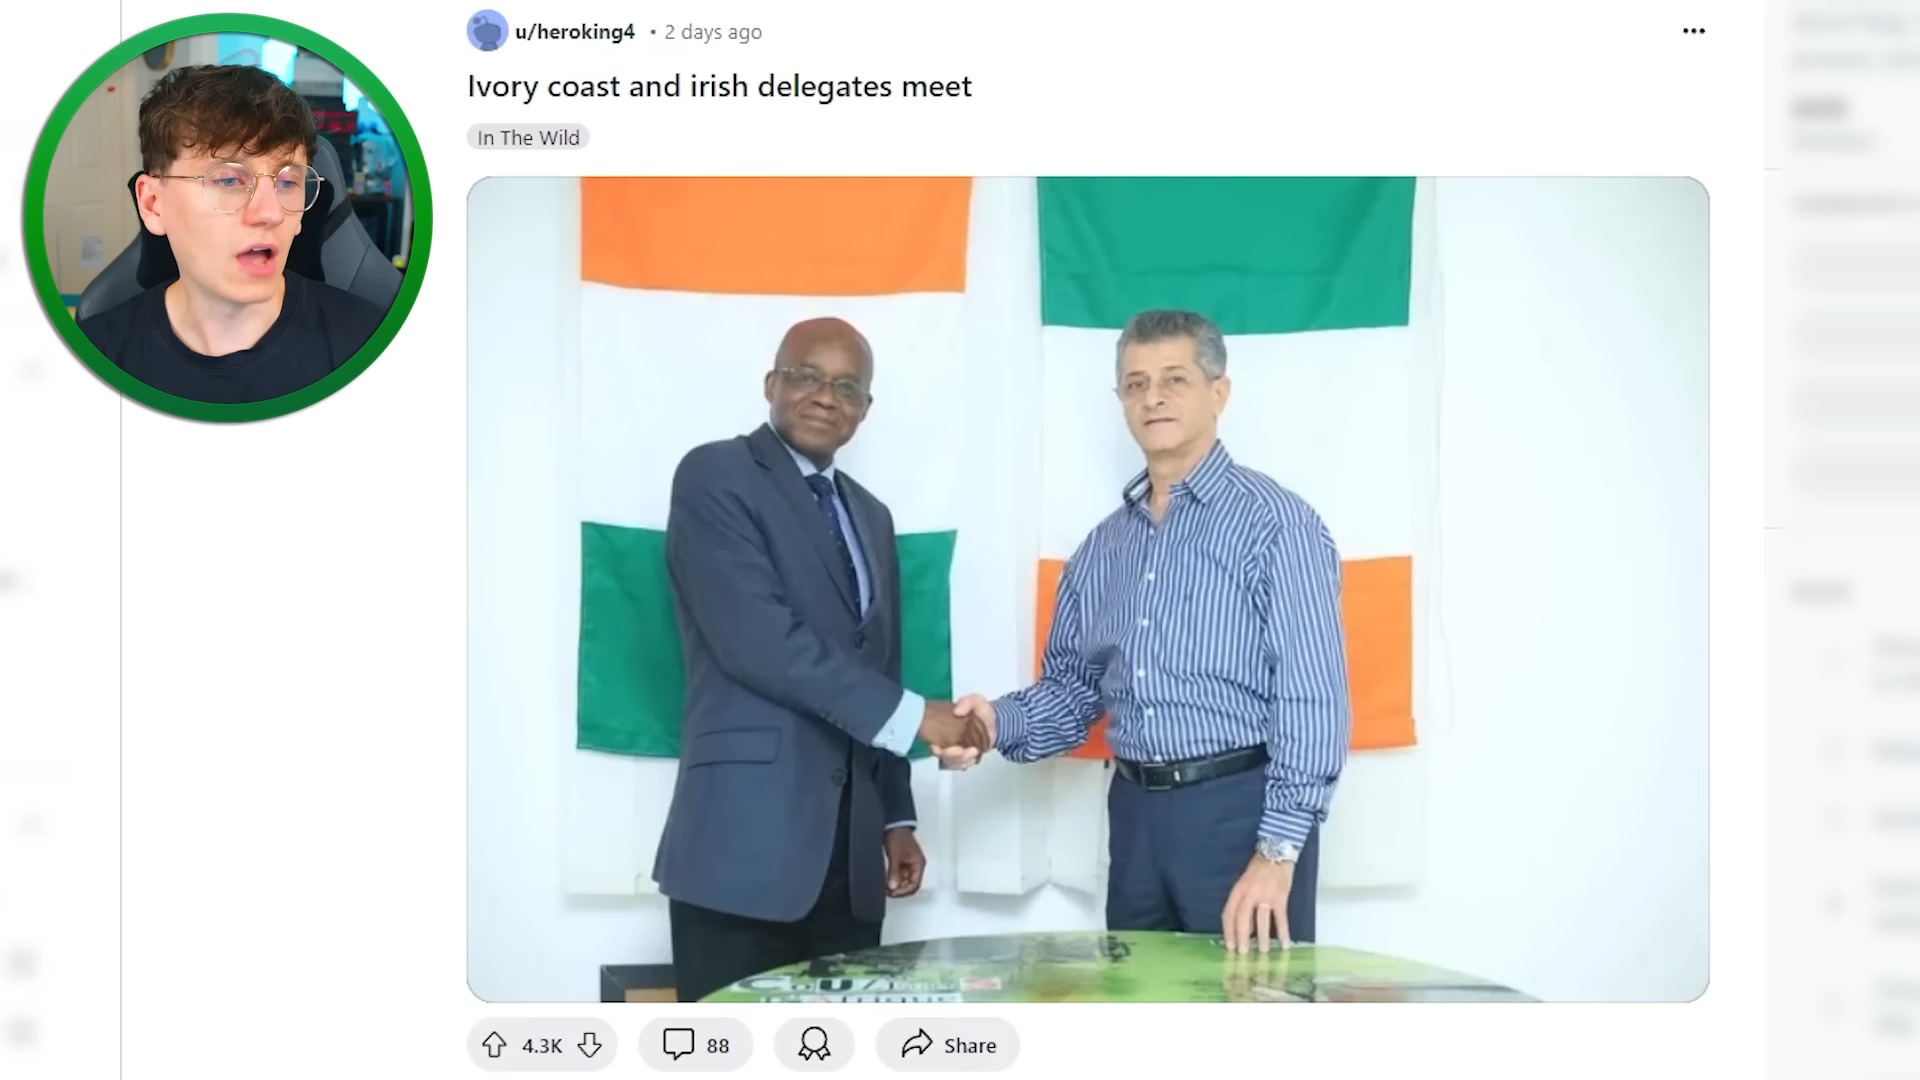 u/heroking4 • 2 days ago
Ivory coast and irish delegates meet
In The Wild
4.3K
88
Share